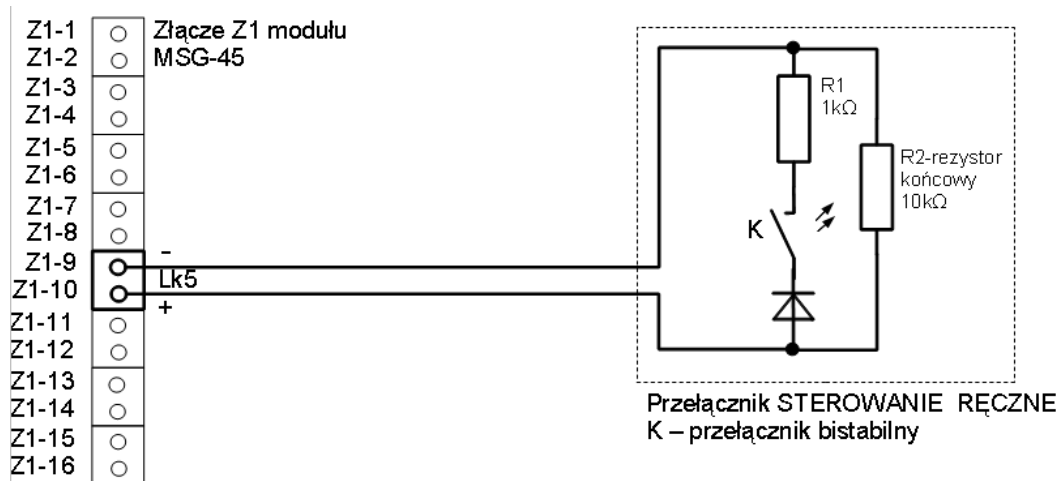 Z1-1
Z1-2
Z1-3
Z1-4
Z1-5
Z1-6
Z1-7
Z1-8
Z1-9
Z1-10
Z1-11
Z1-12
Z1-13
Z1-14
Z1-15
Z1-16
Złącze Z1 modułu
MSG-45
-
Lk5
+
R1
1kΩ
R2-rezystor
końcowy
10kΩ
K
Przełącznik STEROWANIE RĘCZNE
K – przełącznik bistabilny